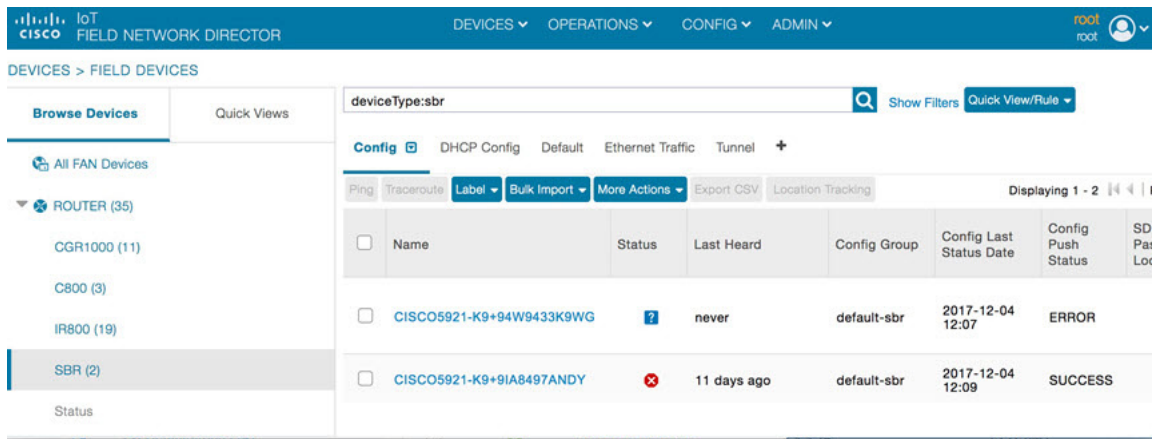 IoT
CISCO FIELD NETWORK DIRECTOR
DEVICES OPERATIONS CONFIG ADMIN
root
root
DEVICES > FIELD DEVICES
Browse Devices
Quick Views
All FAN Devices
ROUTER (35)
CGR1000 (11)
C800 (3)
IR800 (19)
SBR (2)
Status
deviceType:sbr
Show Filters Quick View/Rule
Config DHCP Config Default Ethernet Traffic Tunnel +
Ping Traceroute Label Bulk Import More Actions Export CSV Location Tracking Displaying 1 - 2
Name Status Last Heard Config Group Config Last Status Date Config Push Status
CISCO5921-K9+94W9433K9WG ? never default-sbr 2017-12-04 12:07 ERROR
CISCO5921-K9+9IA8497ANDY 11 days ago default-sbr 2017-12-04 12:09 SUCCESS